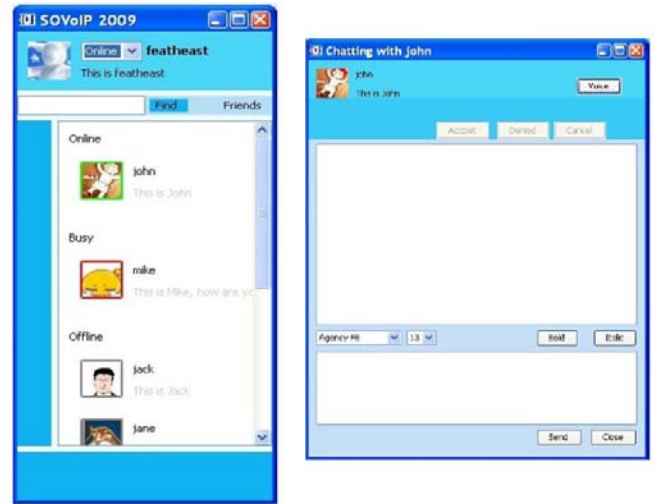 SOVoIP 2009
Online featheast
This is featheast
Find Friends
Online
john
This is John
Busy
mike
This is Mike, how are yo
Offline
jack
This is Jack
jane
Chatting with John
john
This is John
Voice
Accpet Denied Cancel
Agency FB 13 Bold Italic
Send Close